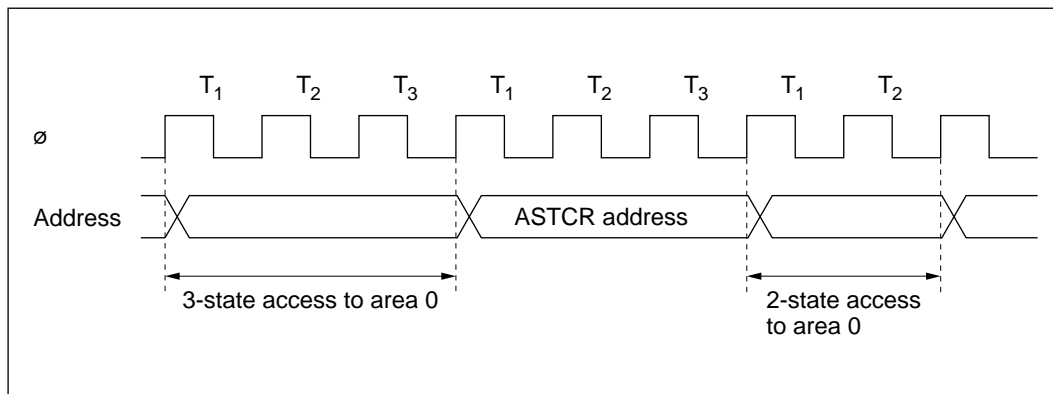 T1 T2 T3 T1 T2 T3 T1 T2
ø
Address ASTCR address
3-state access to area 0
2-state access
to area 0